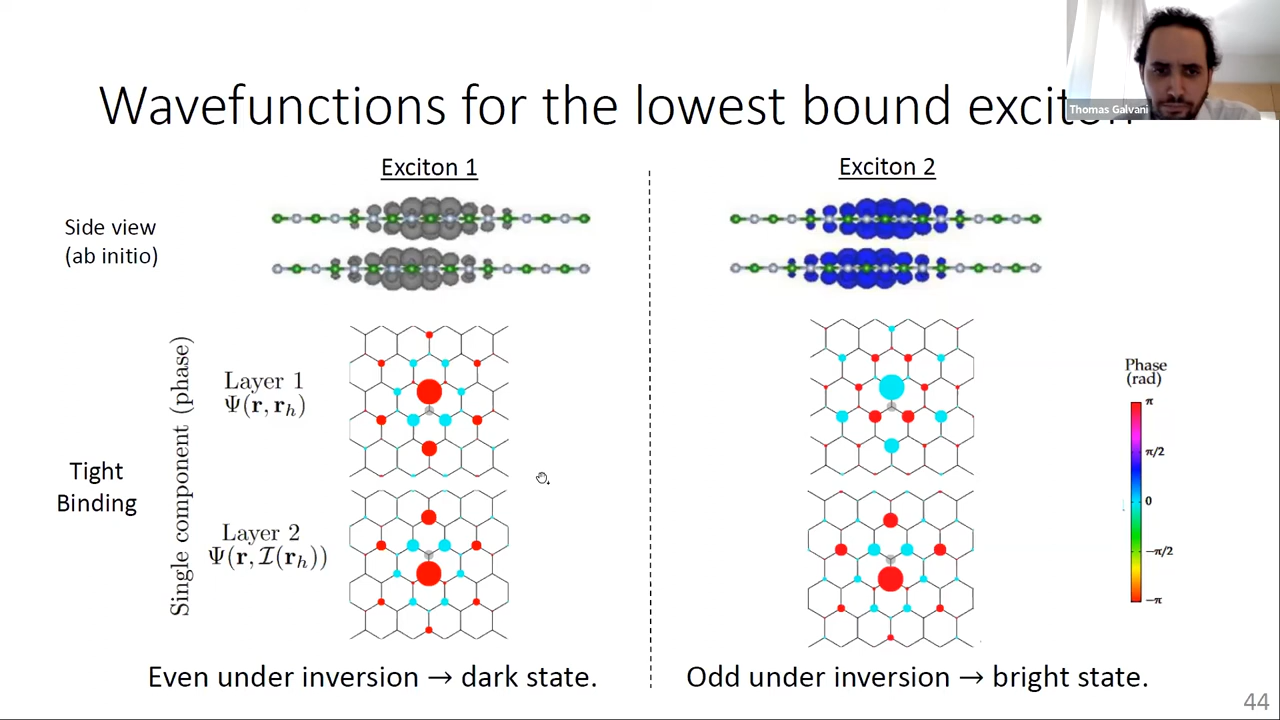 Thomas Galvani
Wavefunctions for the lowest bound exciton
Exciton 1
Exciton 2
Side view
(ab initio)
Tight
Binding
Single component (phase)
Layer 1
Ψ(r, r_h)
Layer 2
Ψ(r, I(r_h))
Phase
(rad)
π
π/2
0
−π/2
−π
Even under inversion → dark state.
Odd under inversion → bright state.
44